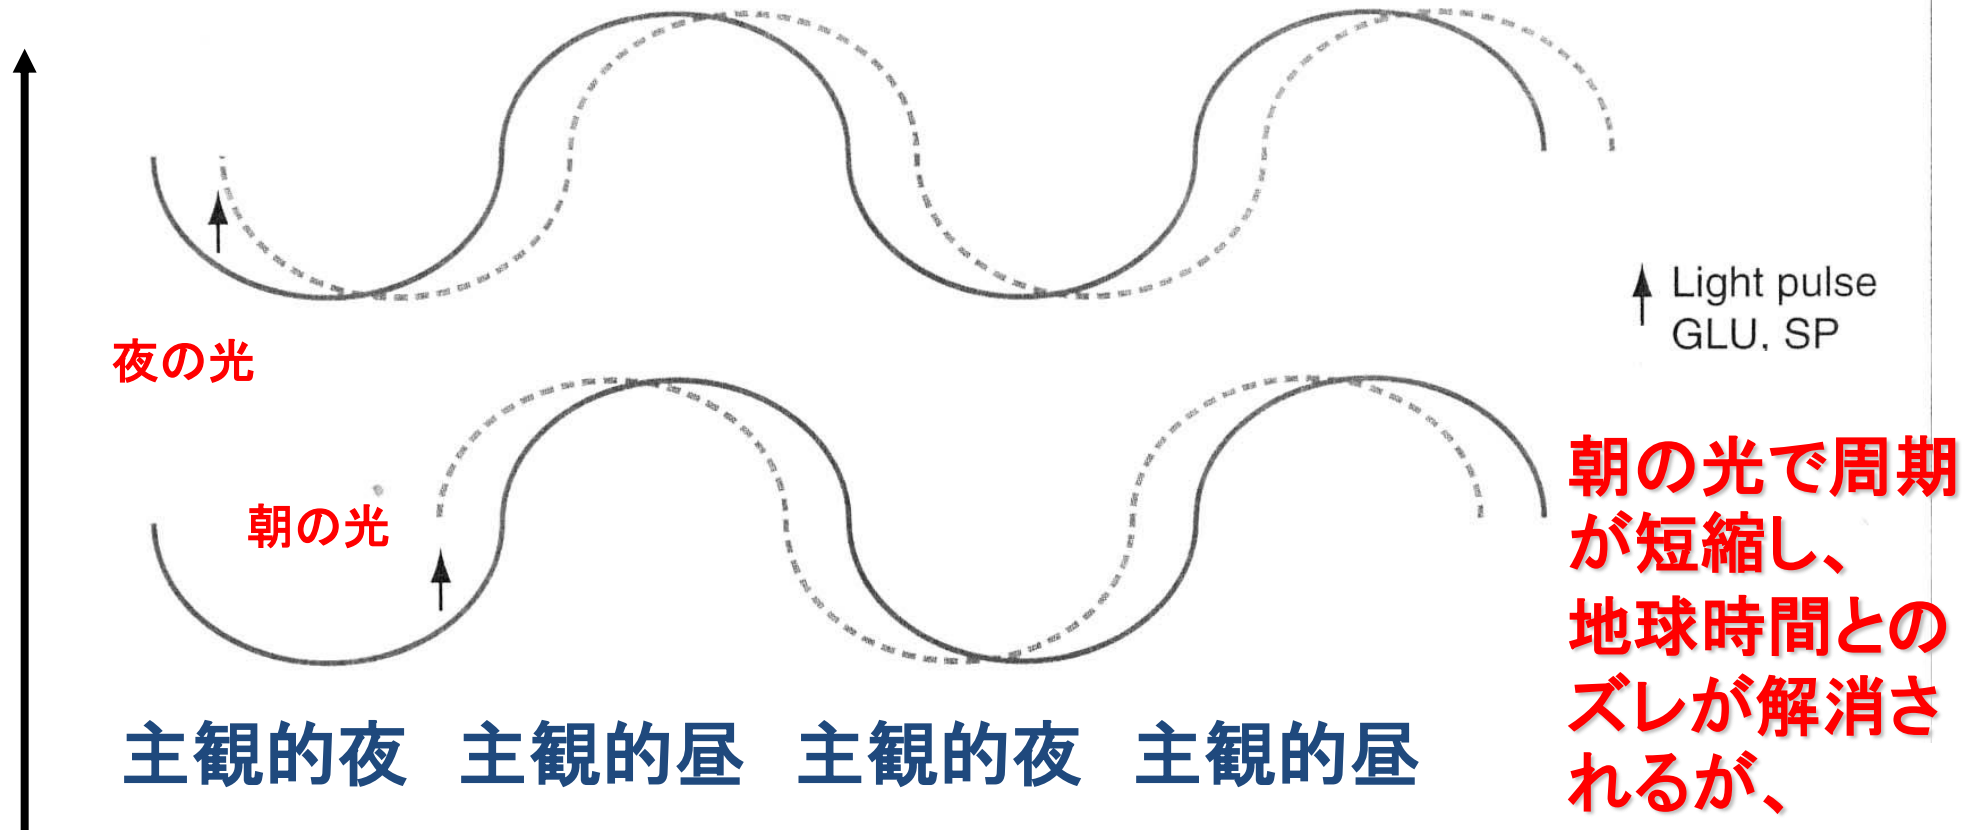 Light pulse
GLU, SP
夜の光
朝の光
朝の光で周期
が短縮し、
地球時間との
ズレが解消さ
れるが、
主観的夜 主観的昼 主観的夜 主観的昼